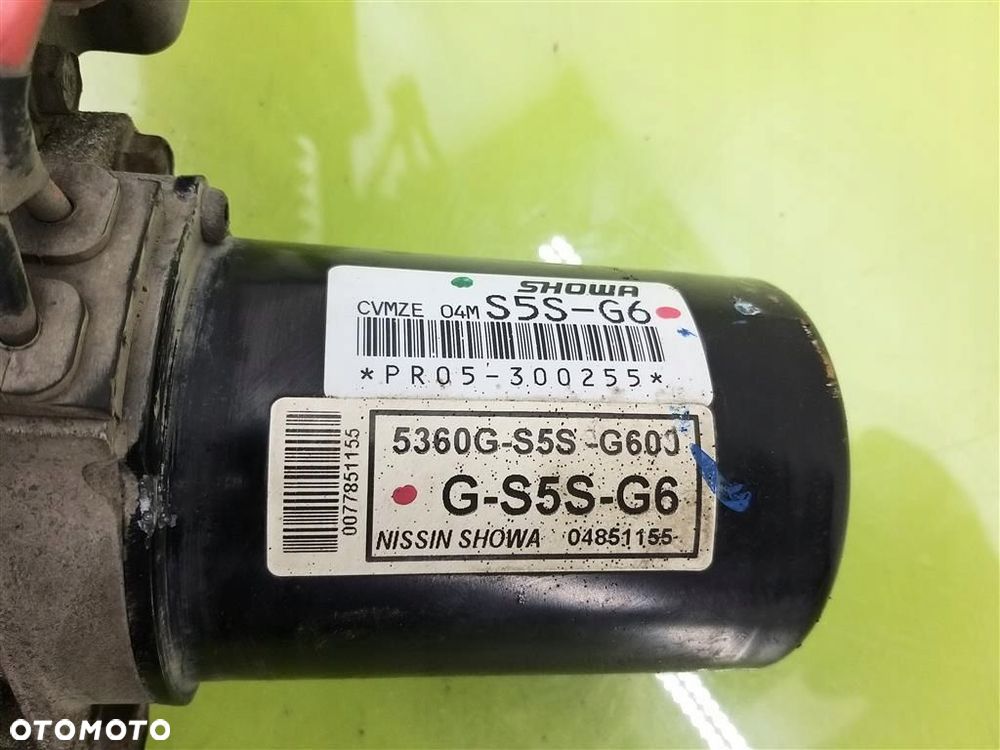 SHOWA
CVMZE 04M S5S-G6
*PR05-300255*
5360G-S5S -G600
G-S5S-G6
NISSIN SHOWA 04851155
0077851155
OTOMOTO